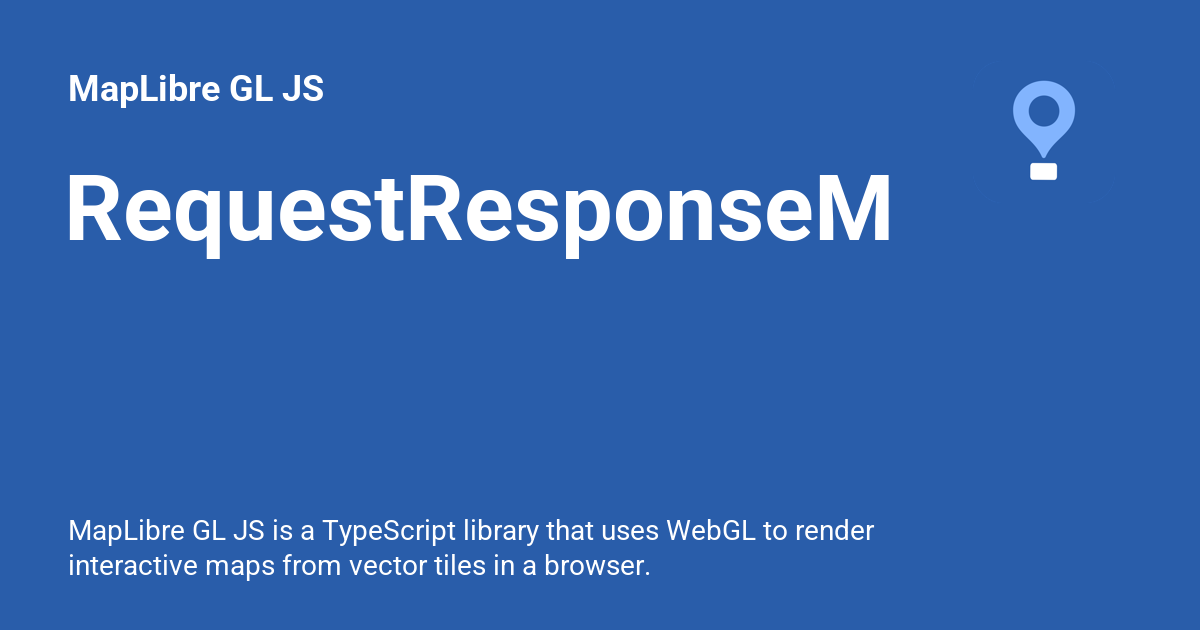 MapLibre GL JS
RequestResponseM
MapLibre GL JS is a TypeScript library that uses WebGL to render
interactive maps from vector tiles in a browser.